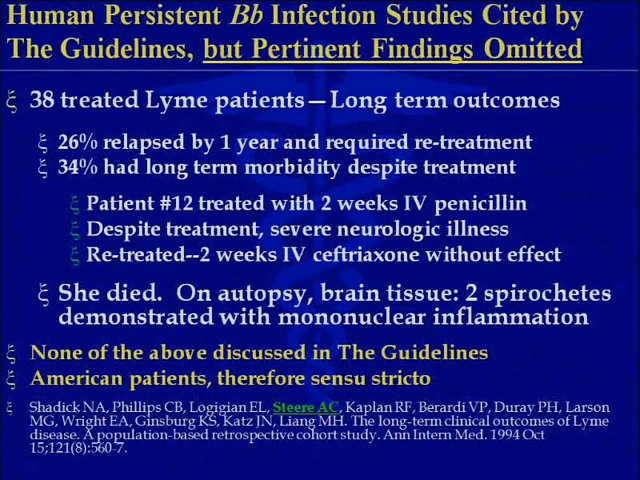 Human Persistent Bb Infection Studies Cited by
The Guidelines, but Pertinent Findings Omitted
ξ 38 treated Lyme patients—Long term outcomes
ξ 26% relapsed by 1 year and required re-treatment
ξ 34% had long term morbidity despite treatment
ξ Patient #12 treated with 2 weeks IV penicillin
ξ Despite treatment, severe neurologic illness
ξ Re-treated--2 weeks IV ceftriaxone without effect
ξ She died. On autopsy, brain tissue: 2 spirochetes
demonstrated with mononuclear inflammation
ξ None of the above discussed in The Guidelines
ξ American patients, therefore sensu stricto
ξ Shadick NA, Phillips CB, Logigian EL, Steere AC, Kaplan RF, Berardi VP, Duray PH, Larson
MG, Wright EA, Ginsburg KS, Katz JN, Liang MH. The long-term clinical outcomes of Lyme
disease. A population-based retrospective cohort study. Ann Intern Med. 1994 Oct
15;121(8):560-7.